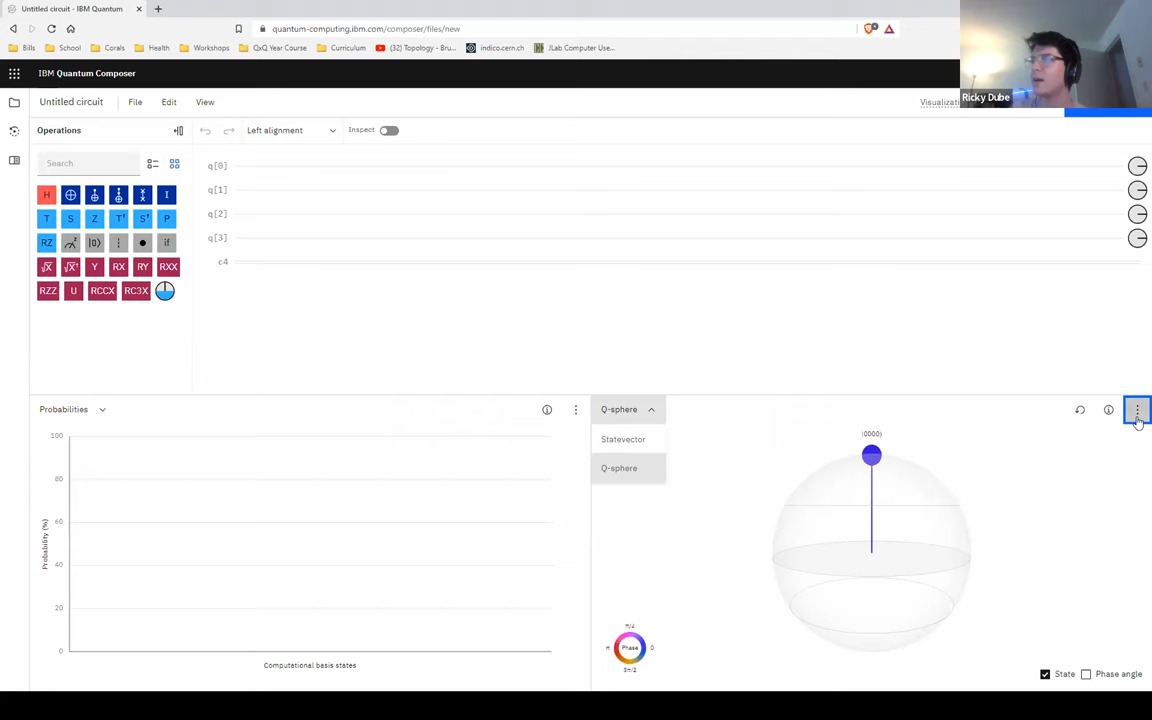 Untitled circuit - IBM Quantum
quantum-computing.ibm.com/composer/files/new
Bills School Corals Health Workshops QxQ Year Course Curriculum (32) Topology - Bru... indico.cern.ch JLab Computer Use...
IBM Quantum Composer
Ricky Dube
Untitled circuit File Edit View Visualizati
Operations Left alignment Inspect
Search
q[0]
q[1]
q[2]
q[3]
c4
H I
T S Z T† S† P
RZ z |0⟩ if
√X √X† Y RX RY RXX
RZZ U RCCX RC3X
Probabilities
100
80
60
40
20
0
Probability (%)
Computational basis states
Q-sphere
Statevector
Q-sphere
|0000⟩
π/2
π Phase 0
3π/2
State Phase angle